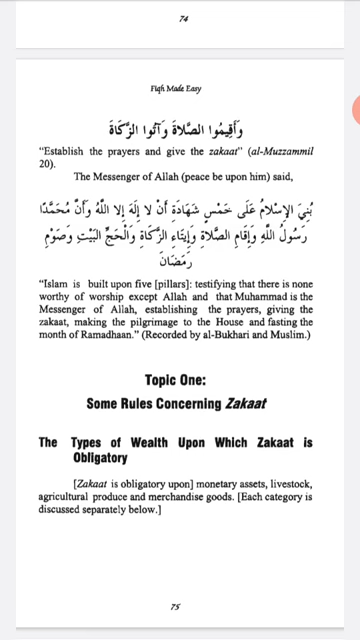 74
Fiqh Made Easy
وَأَقِيمُوا الصَّلَاةَ وَآتُوا الزَّكَاةَ
“Establish the prayers and give the zakaat” (al-Muzzammil
20).
The Messenger of Allah (peace be upon him) said,
بُنِيَ الإِسْلَامُ عَلَى خَمْسٍ شَهَادَةِ أَنْ لَا إِلَهَ إِلا اللَّهُ وَأَنَّ مُحَمَّدًا
رَسُولُ اللَّهِ وَإِقَامِ الصَّلَاةِ وَإِيتَاءِ الزَّكَاةِ وَالْحَجِّ الْبَيْتِ وَصَوْمِ
رَمَضَانَ
“Islam is built upon five [pillars]: testifying that there is none
worthy of worship except Allah and that Muhammad is the
Messenger of Allah, establishing the prayers, giving the
zakaat, making the pilgrimage to the House and fasting the
month of Ramadhaan.” (Recorded by al-Bukhari and Muslim.)
Topic One:
Some Rules Concerning Zakaat
The Types of Wealth Upon Which Zakaat is
Obligatory
[Zakaat is obligatory upon] monetary assets, livestock,
agricultural produce and merchandise goods. [Each category is
discussed separately below.]
75